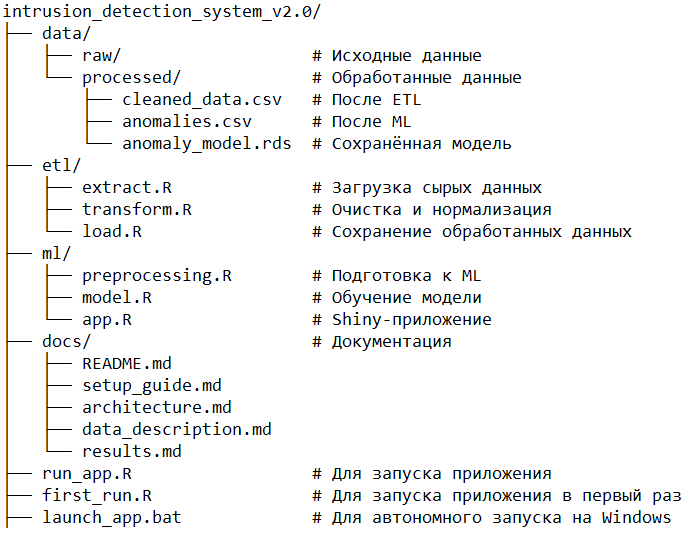 intrusion_detection_system_v2.0/
├── data/
│   ├── raw/                   # Исходные данные
│   └── processed/             # Обработанные данные
│       ├── cleaned_data.csv   # После ETL
│       ├── anomalies.csv      # После ML
│       └── anomaly_model.rds  # Сохранённая модель
├── etl/
│   ├── extract.R              # Загрузка сырых данных
│   ├── transform.R            # Очистка и нормализация
│   └── load.R                 # Сохранение обработанных данных
├── ml/
│   ├── preprocessing.R        # Подготовка к ML
│   ├── model.R                # Обучение модели
│   └── app.R                  # Shiny-приложение
├── docs/                      # Документация
│   ├── README.md
│   ├── setup_guide.md
│   ├── architecture.md
│   ├── data_description.md
│   └── results.md
├── run_app.R                  # Для запуска приложения
├── first_run.R                # Для запуска приложения в первый раз
├── launch_app.bat             # Для автономного запуска на Windows